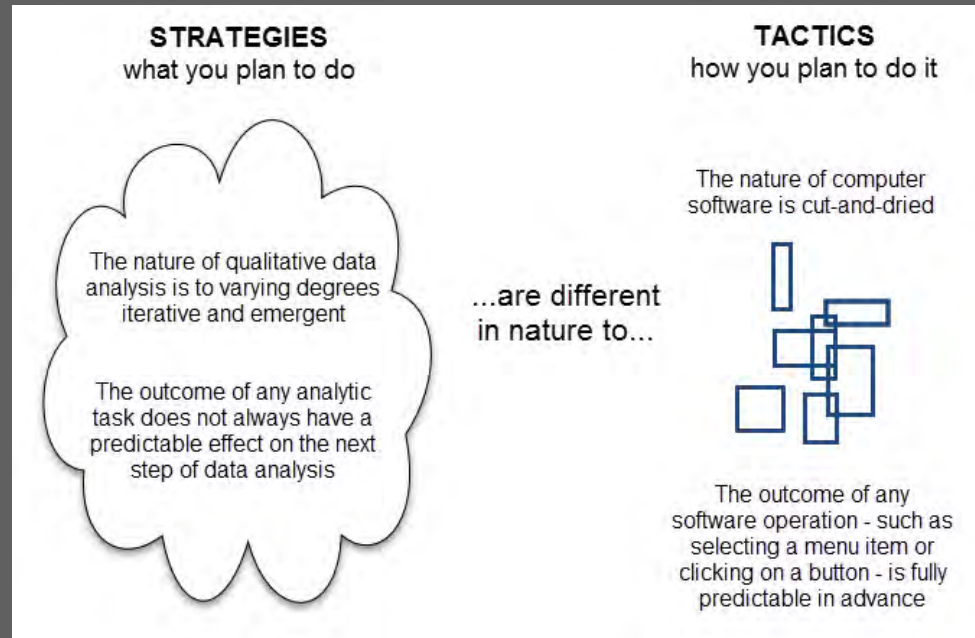 STRATEGIES
what you plan to do
The nature of qualitative data
analysis is to varying degrees
iterative and emergent
The outcome of any analytic
task does not always have a
predictable effect on the next
step of data analysis
...are different
in nature to...
TACTICS
how you plan to do it
The nature of computer
software is cut-and-dried
The outcome of any
software operation - such as
selecting a menu item or
clicking on a button - is fully
predictable in advance